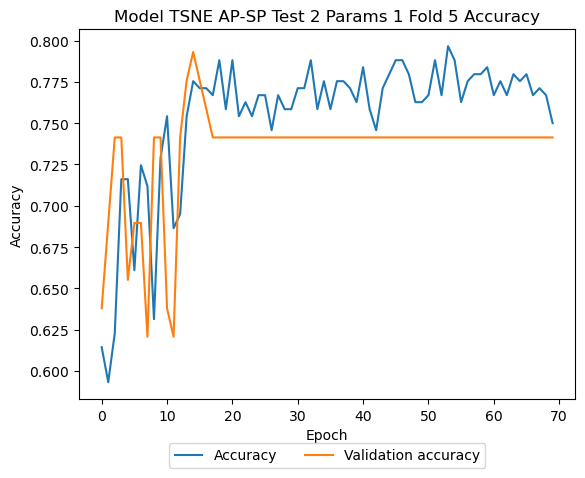 Model TSNE AP-SP Test 2 Params 1 Fold 5 Accuracy
0.800
0.775
0.750
0.725
0.700
0.675
0.650
0.625
0.600
Accuracy
0 10 20 30 40 50 60 70
Epoch
Accuracy Validation accuracy